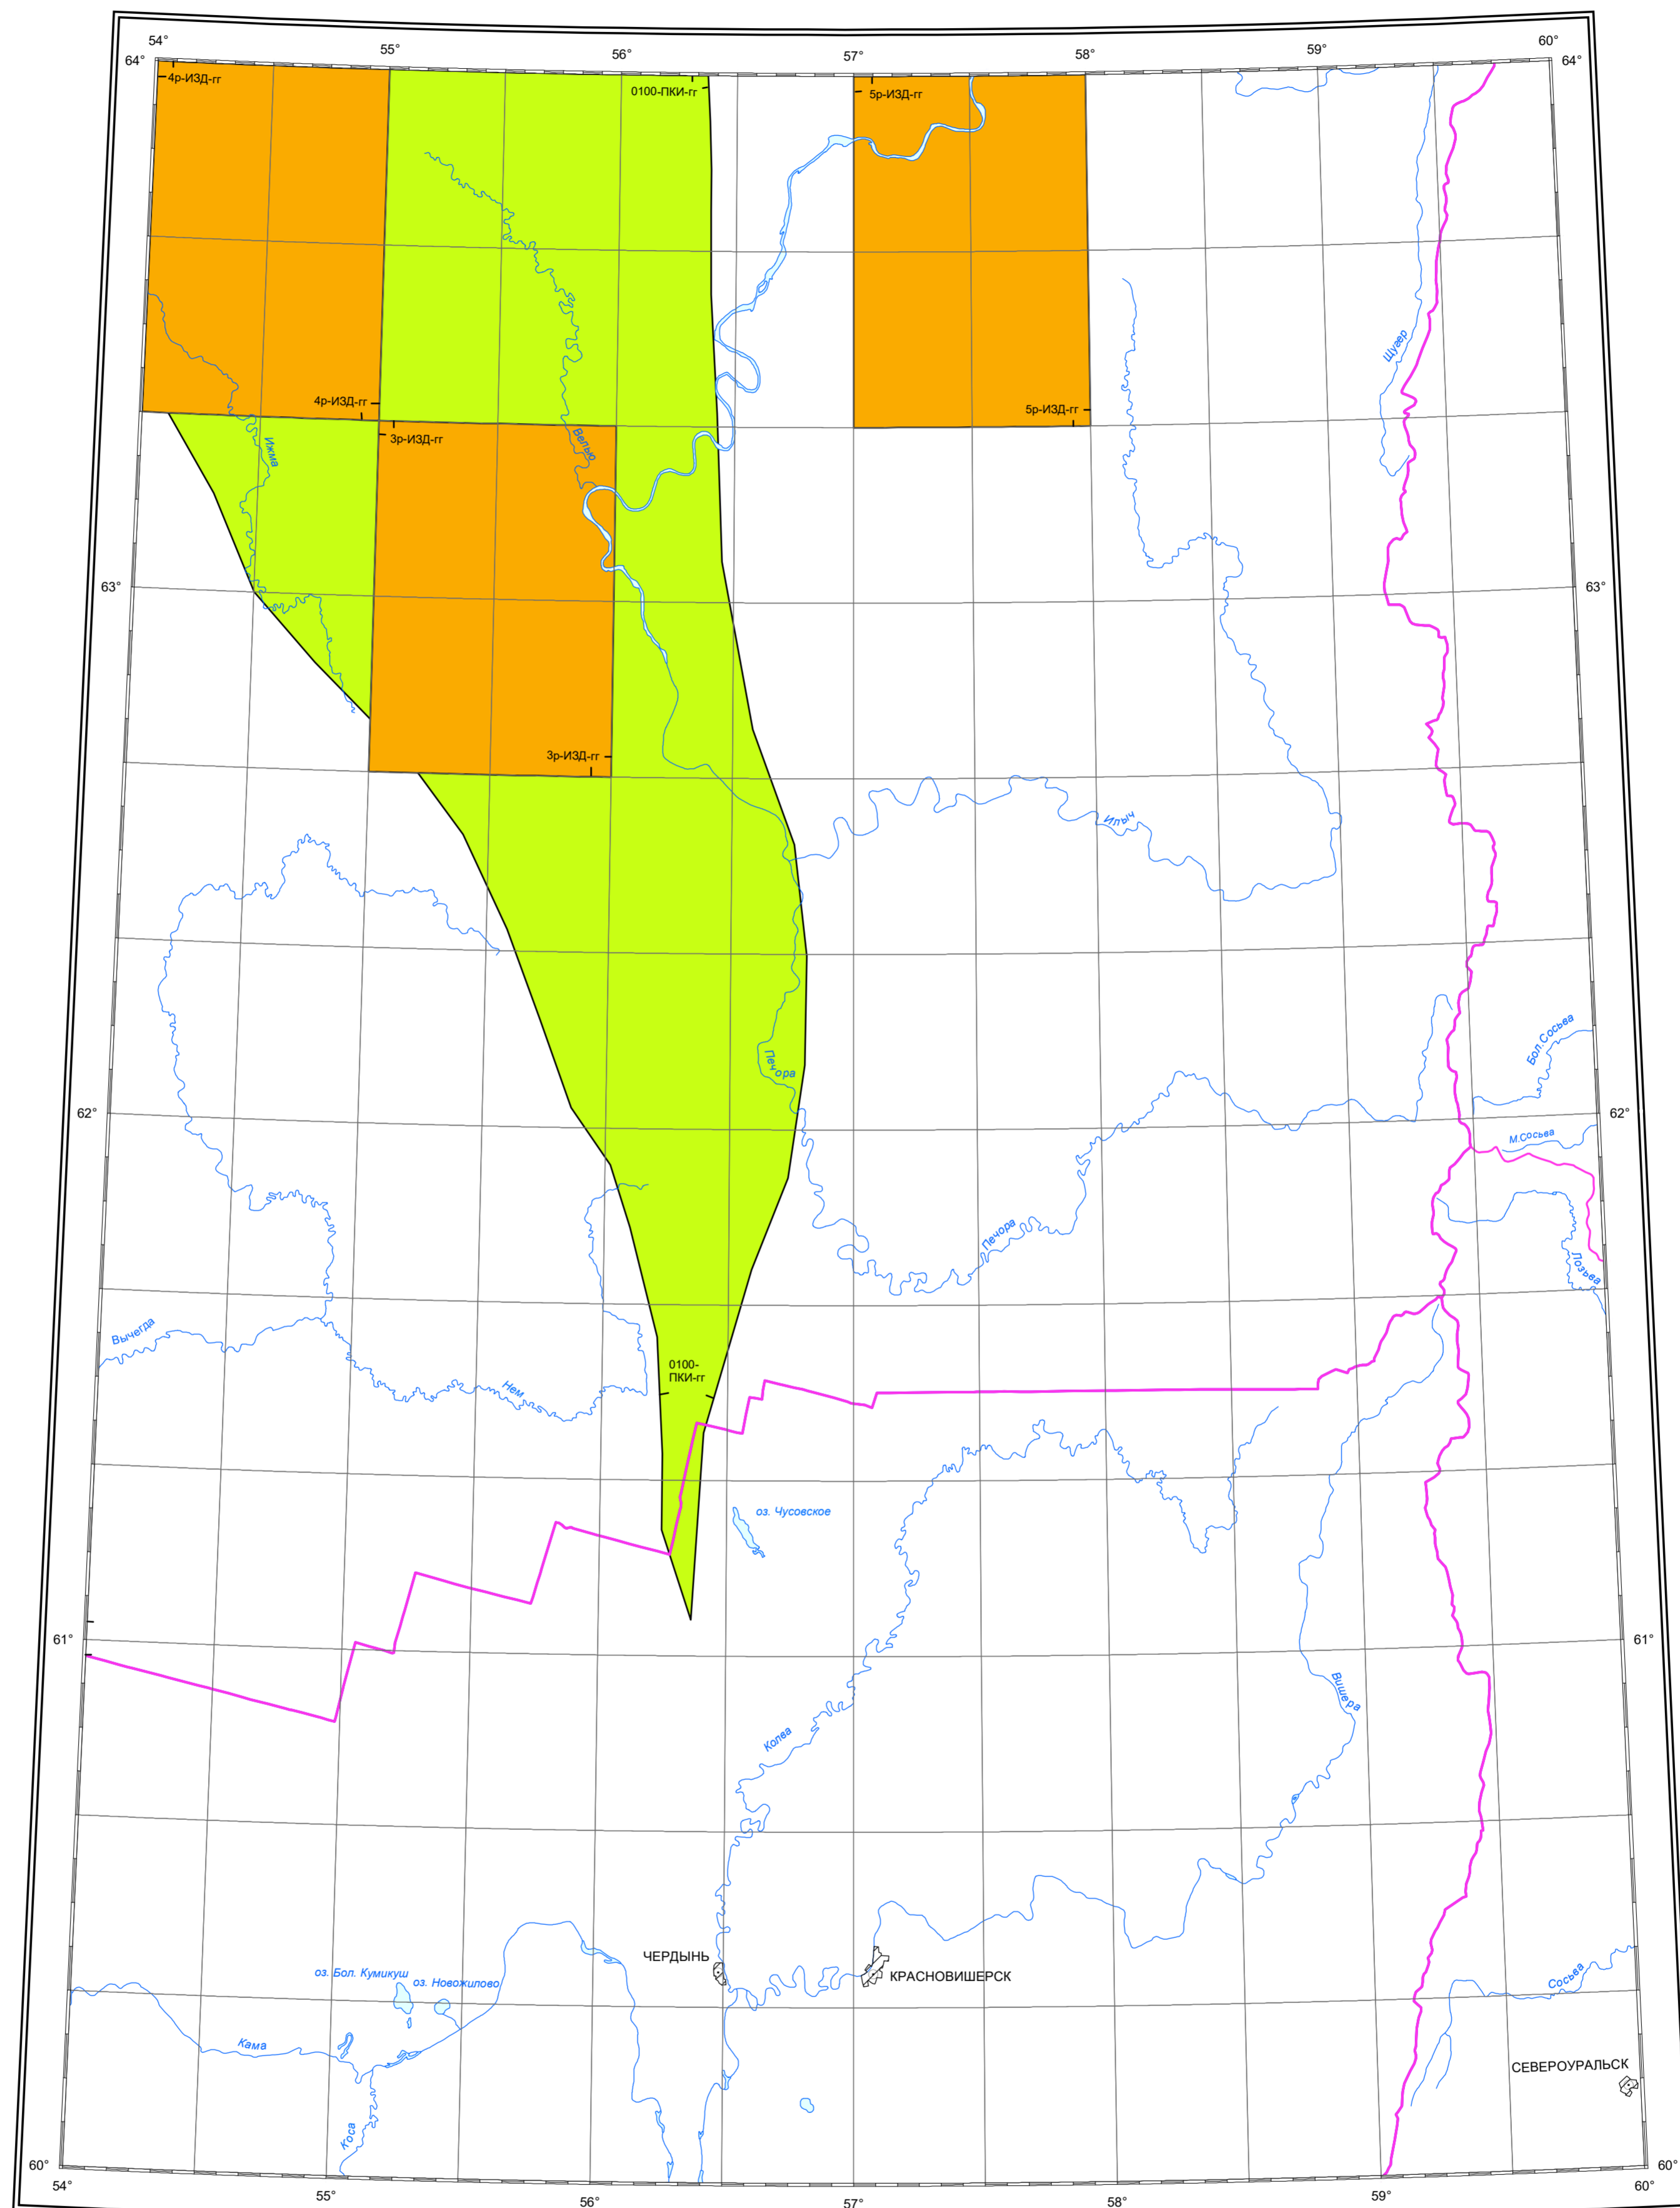 54°
55°
56°
57°
58°
59°
60°
64°
64°
4р-ИЗД-гг
0100-ПКИ-гг
5р-ИЗД-гг
Щугер
4р-ИЗД-гг
5р-ИЗД-гг
3р-ИЗД-гг
Ижма
Велью
63°
63°
3р-ИЗД-гг
Илыч
Бол.Сосьва
Печора
62°
62°
М.Сосьва
Печора
Лозьва
Вычегда
0100-
ПКИ-гг
Нем
оз. Чусовское
61°
61°
Вишера
Колва
ЧЕРДЫНЬ
КРАСНОВИШЕРСК
оз. Бол. Кумикуш
оз. Новожилово
Сосьва
Кама
СЕВЕРОУРАЛЬСК
Коса
60°
60°
54°
55°
56°
57°
58°
59°
60°